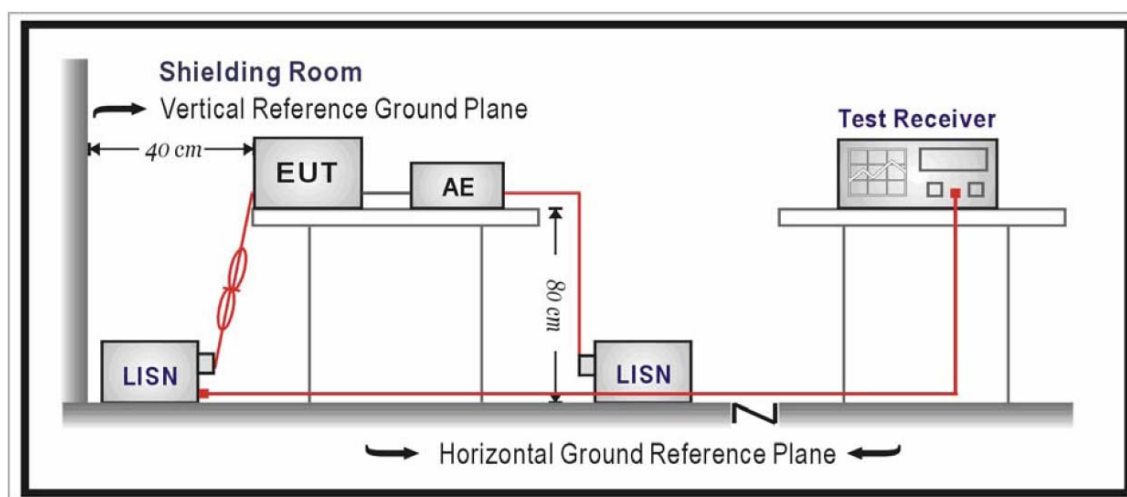 Shielding Room
Vertical Reference Ground Plane
Test Receiver
40 cm
EUT
AE
80 cm
LISN
LISN
Horizontal Ground Reference Plane